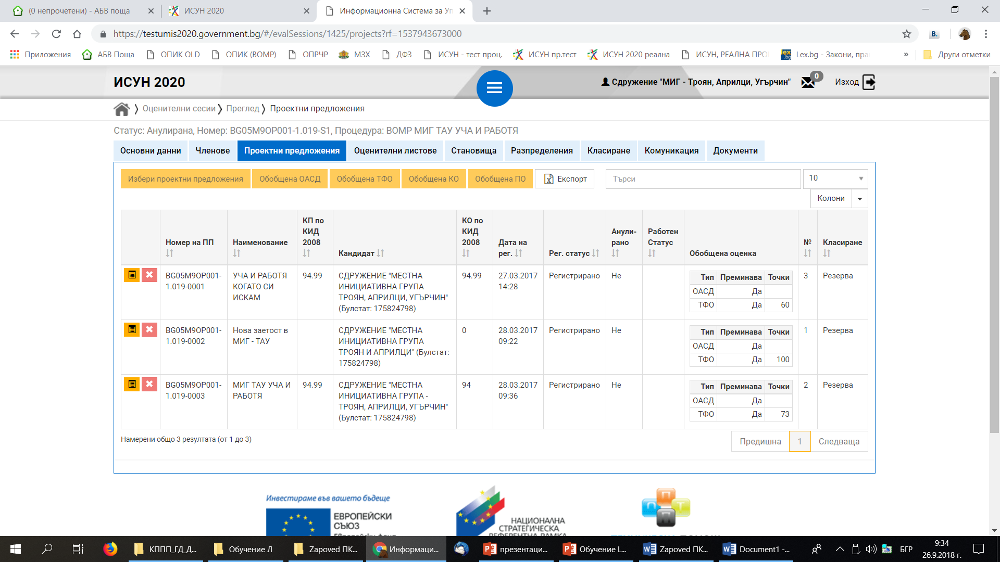 (0 непрочетени) - АБВ поща
ИСУН 2020
Информационна Система за Уп
https://testumis2020.government.bg/#/evalSessions/1425/projects?rf=1537943673000
B.
Приложения
АБВ Поща
ОПИК OLD
ОПИК (ВОМР)
ОПРЧР
МЗХ
ДФЗ
ИСУН - тест проц.
ИСУН пр.тест
ИСУН 2020 реална
ИСУН, РЕАЛНА ПРО
Lex.bg - Закони, пра
»
Други отметки
ИСУН 2020
Сдружение "МИГ - Троян, Априлци, Угърчин"
0
Изход
Оценителни сесии
Преглед
Проектни предложения
Статус: Анулирана, Номер: BG05M9OP001-1.019-S1, Процедура: ВОМР МИГ ТАУ УЧА И РАБОТЯ
Основни данни
Членове
Проектни предложения
Оценителни листове
Становища
Разпределения
Класиране
Комуникация
Документи
Избери проектни предложения
Обобщена ОАСД
Обобщена ТФО
Обобщена КО
Обобщена ПО
Експорт
Търси
10
Колони
Номер на ПП
Наименование
КП по КИД 2008
Кандидат
КО по КИД 2008
Дата на рег.
Рег. статус
Анули-рано
Работен Статус
Обобщена оценка
№
Класиране
BG05M9OP001-1.019-0001
УЧА И РАБОТЯ КОГАТО СИ ИСКАМ
94.99
СДРУЖЕНИЕ "МЕСТНА ИНИЦИАТИВНА ГРУПА ТРОЯН, АПРИЛЦИ, УГЪРЧИН" (Булстат: 175824798)
94.99
27.03.2017 14:28
Регистрирано
Не
Тип Преминава Точки
ОАСД Да
ТФО Да 60
3
Резерва
BG05M9OP001-1.019-0002
Нова заетост в МИГ - ТАУ
СДРУЖЕНИЕ "МЕСТНА ИНИЦИАТИВНА ГРУПА ТРОЯН И АПРИЛЦИ" (Булстат: 175824798)
0
28.03.2017 09:22
Регистрирано
Не
Тип Преминава Точки
ОАСД Да
ТФО Да 100
1
Резерва
BG05M9OP001-1.019-0003
МИГ ТАУ УЧА И РАБОТЯ
94.99
СДРУЖЕНИЕ "МЕСТНА ИНИЦИАТИВНА ГРУПА - ТРОЯН, АПРИЛЦИ, УГЪРЧИН" (Булстат: 175824798)
94
28.03.2017 09:36
Регистрирано
Не
Тип Преминава Точки
ОАСД Да
ТФО Да 73
2
Резерва
Намерени общо 3 резултата (от 1 до 3)
Предишна
1
Следваща
Инвестираме във вашето бъдеще
ЕВРОПЕЙСКИ
СЪЮЗ
НАЦИОНАЛНА
СТРАТЕГИЧЕСКА
РЕФЕРЕНТНА РАМКА
П П Т П
КППП_ГД_Д...
Обучение Л
Zapoved ПК...
Информаци...
презентаци...
Обучение L...
Zapoved ПК...
Document1 -...
БГР
9:34
26.9.2018 г.